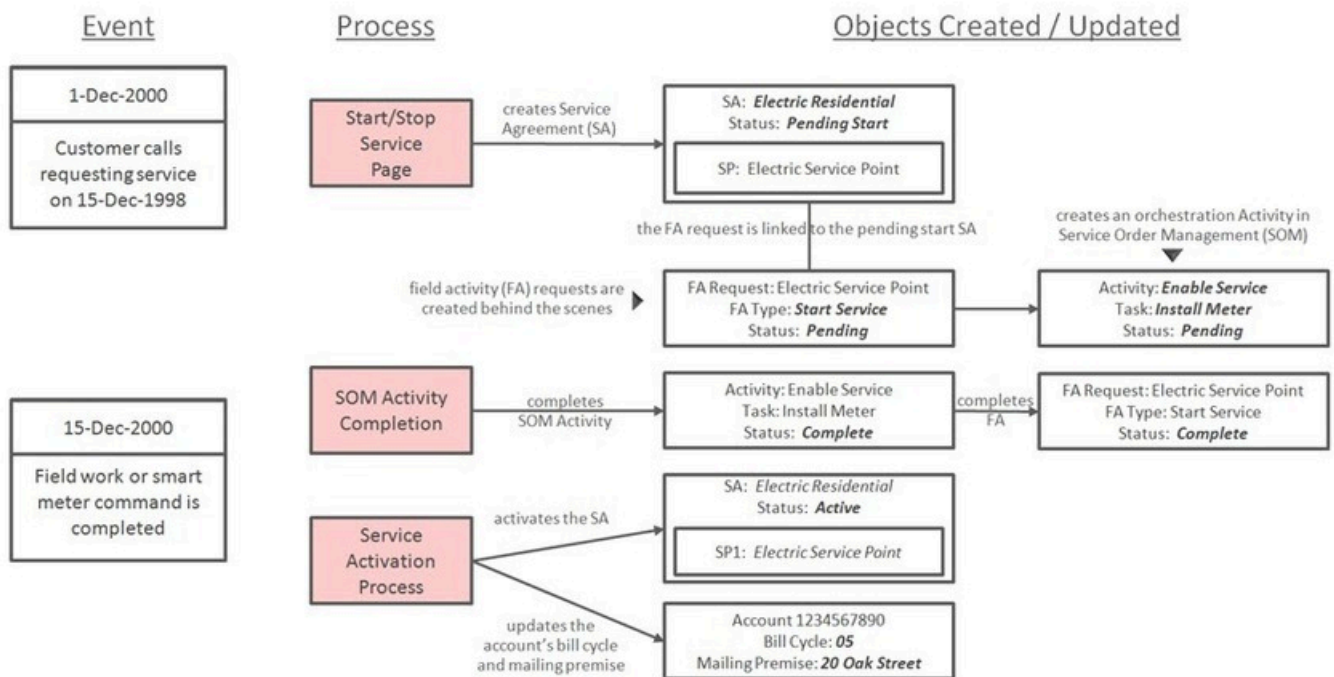 Event
Process
Objects Created / Updated
1-Dec-2000
Customer calls
requesting service
on 15-Dec-1998
Start/Stop
Service
Page
creates Service
Agreement (SA)
SA: Electric Residential
Status: Pending Start
SP: Electric Service Point
the FA request is linked to the pending start SA
creates an orchestration Activity in
Service Order Management (SOM)
field activity (FA) requests are
created behind the scenes
FA Request: Electric Service Point
FA Type: Start Service
Status: Pending
Activity: Enable Service
Task: Install Meter
Status: Pending
15-Dec-2000
Field work or smart
meter command is
completed
SOM Activity
Completion
completes
SOM Activity
Activity: Enable Service
Task: Install Meter
Status: Complete
completes
FA
FA Request: Electric Service Point
FA Type: Start Service
Status: Complete
Service
Activation
Process
activates the SA
SA: Electric Residential
Status: Active
SP1: Electric Service Point
updates the
account's bill cycle
and mailing premise
Account 1234567890
Bill Cycle: 05
Mailing Premise: 20 Oak Street